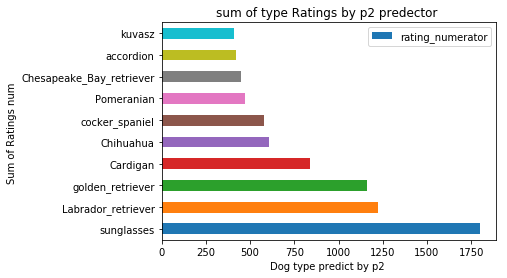 sum of type Ratings by p2 predector
rating_numerator
Sum of Ratings num
kuvasz
accordion
Chesapeake_Bay_retriever
Pomeranian
cocker_spaniel
Chihuahua
Cardigan
golden_retriever
Labrador_retriever
sunglasses
0 250 500 750 1000 1250 1500 1750
Dog type predict by p2